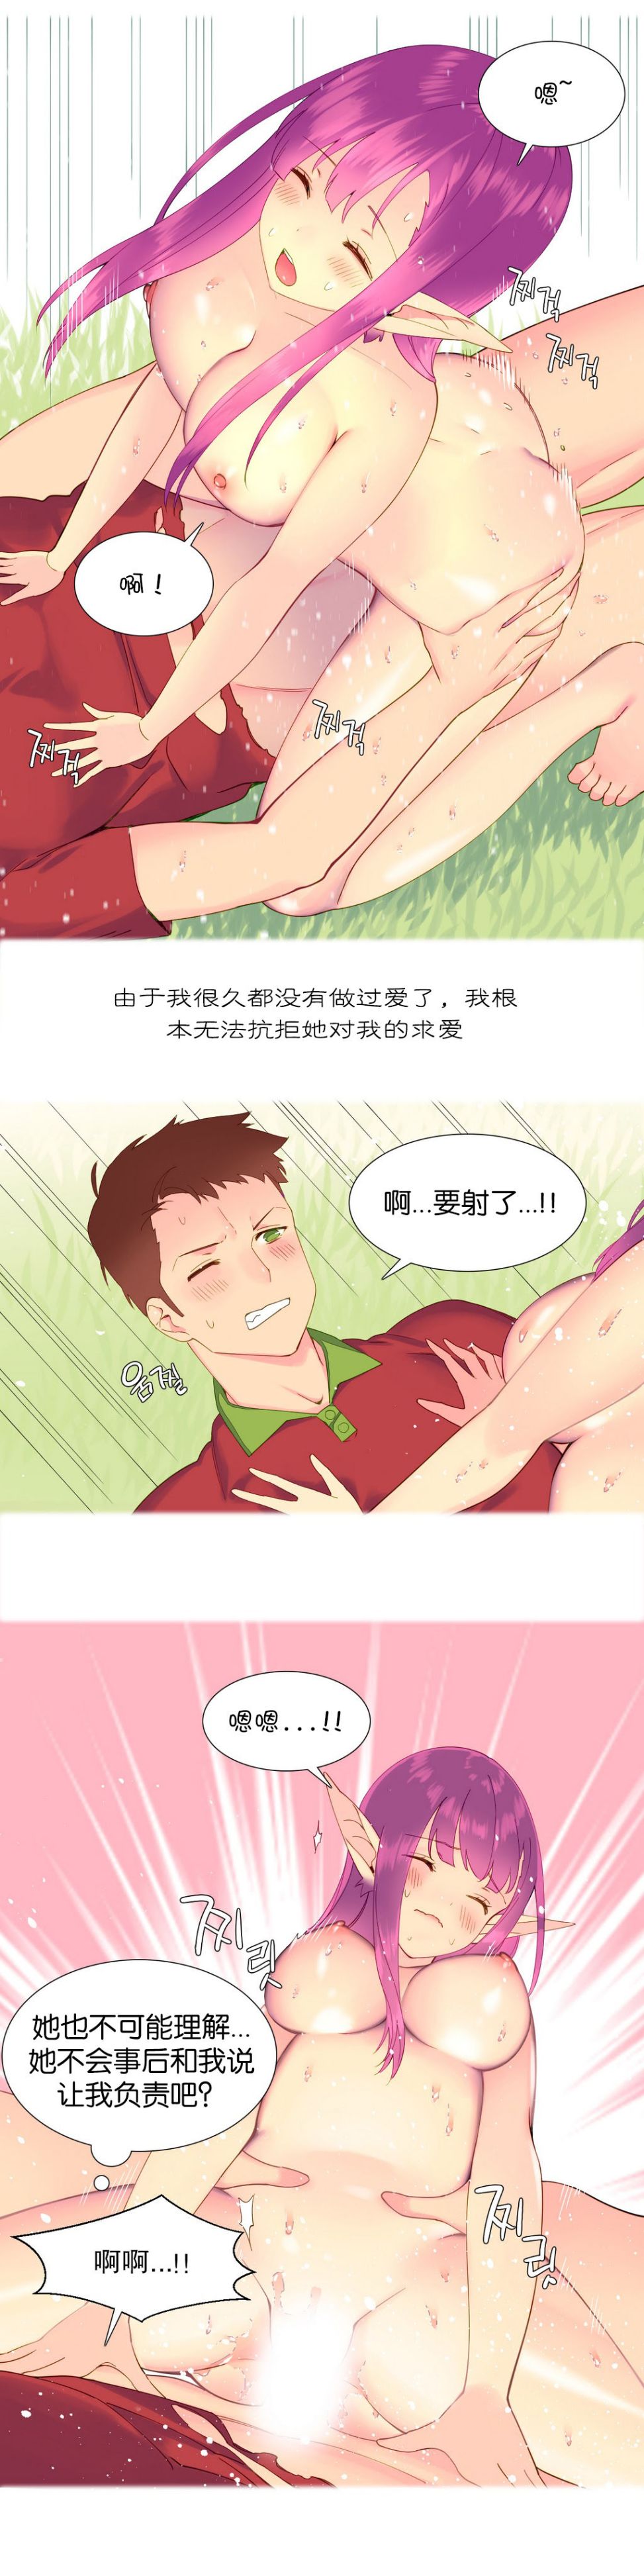 嗯~
찌걱
찌걱
啊！
찌걱
찌걱
由于我很久都没有做过爱了，我根
本无法抗拒她对我的求爱
啊...要射了...!!
움찔
嗯嗯...!!
찌릿
她也不可能理解...
她不会事后和我说
让我负责吧？
찌릿
啊啊...!!